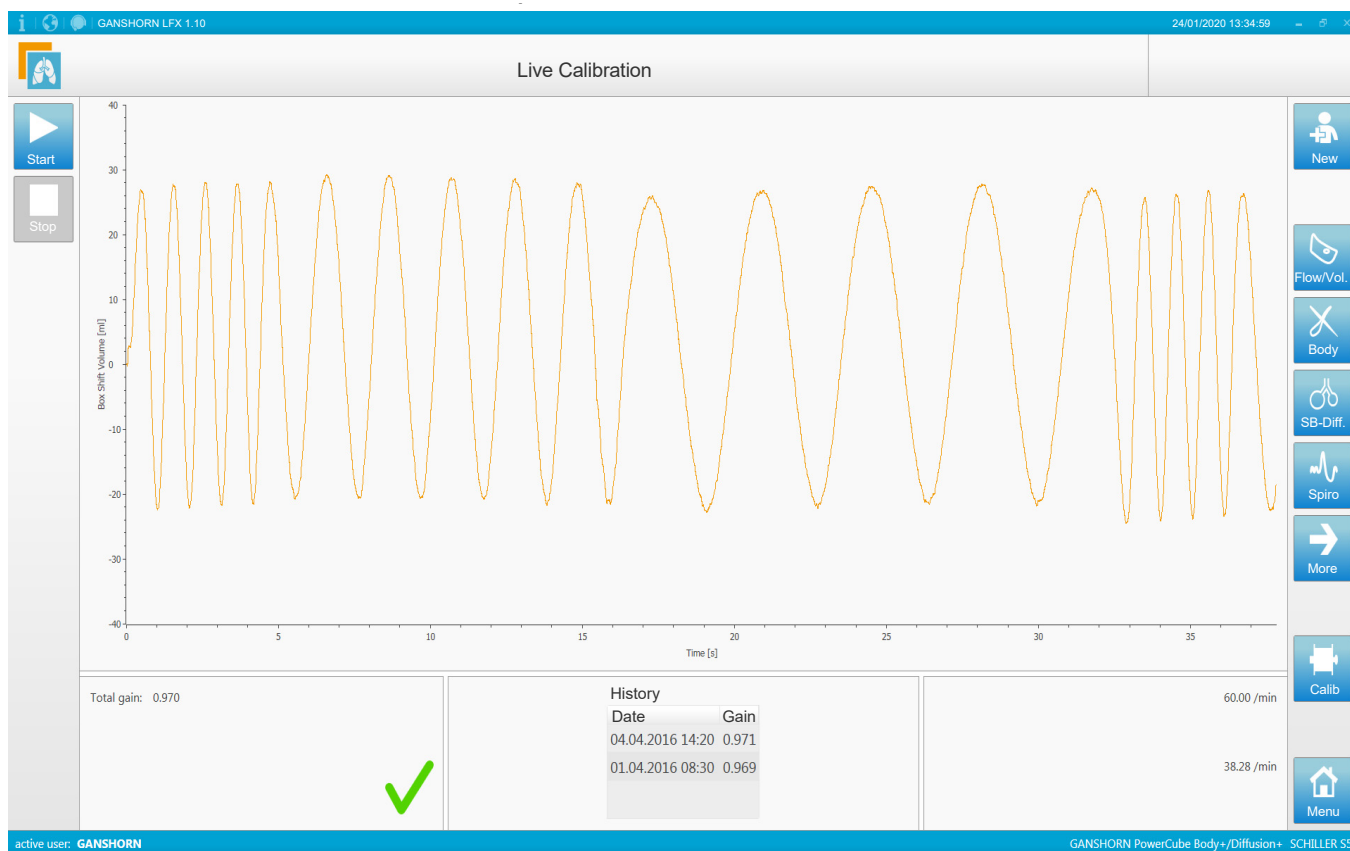 GANSHORN LFX 1.10
24/01/2020 13:34:59
Live Calibration
Start
Stop
New
Flow/Vol.
Body
SB-Diff.
Spiro
More
Calib
Menu
Box Shift Volume [ml]
40
30
20
10
0
-10
-20
-30
-40
0 5 10 15 20 25 30 35
Time [s]
Total gain: 0.970
History
Date Gain
04.04.2016 14:20 0.971
01.04.2016 08:30 0.969
60.00 /min
38.28 /min
active user: GANSHORN
GANSHORN PowerCube Body+/Diffusion+ SCHILLER S5